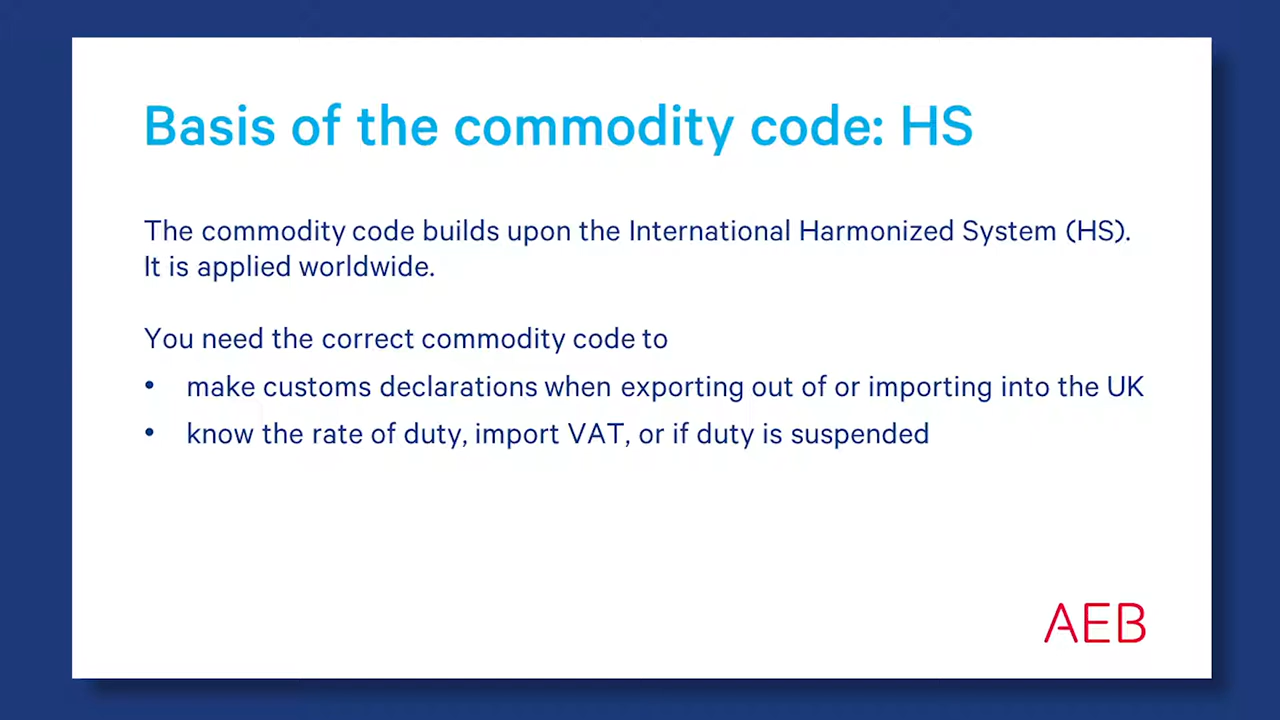 Basis of the commodity code: HS
The commodity code builds upon the International Harmonized System (HS).
It is applied worldwide.
You need the correct commodity code to
• make customs declarations when exporting out of or importing into the UK
• know the rate of duty, import VAT, or if duty is suspended
AEB